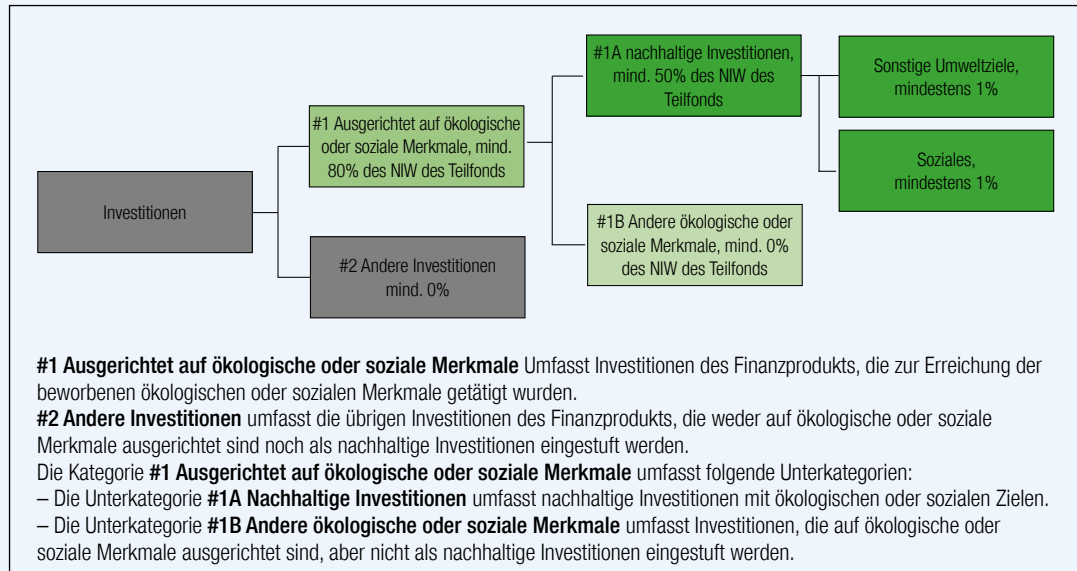 #1A nachhaltige Investitionen,
mind. 50% des NIW des
Teilfonds
Sonstige Umweltziele,
mindestens 1%
#1 Ausgerichtet auf ökologische
oder soziale Merkmale, mind.
80% des NIW des Teilfonds
Soziales,
mindestens 1%
Investitionen
#1B Andere ökologische oder
soziale Merkmale, mind. 0%
des NIW des Teilfonds
#2 Andere Investitionen
mind. 0%
#1 Ausgerichtet auf ökologische oder soziale Merkmale Umfasst Investitionen des Finanzprodukts, die zur Erreichung der
beworbenen ökologischen oder sozialen Merkmale getätigt wurden.
#2 Andere Investitionen umfasst die übrigen Investitionen des Finanzprodukts, die weder auf ökologische oder soziale
Merkmale ausgerichtet sind noch als nachhaltige Investitionen eingestuft werden.
Die Kategorie #1 Ausgerichtet auf ökologische oder soziale Merkmale umfasst folgende Unterkategorien:
– Die Unterkategorie #1A Nachhaltige Investitionen umfasst nachhaltige Investitionen mit ökologischen oder sozialen Zielen.
– Die Unterkategorie #1B Andere ökologische oder soziale Merkmale umfasst Investitionen, die auf ökologische oder
soziale Merkmale ausgerichtet sind, aber nicht als nachhaltige Investitionen eingestuft werden.